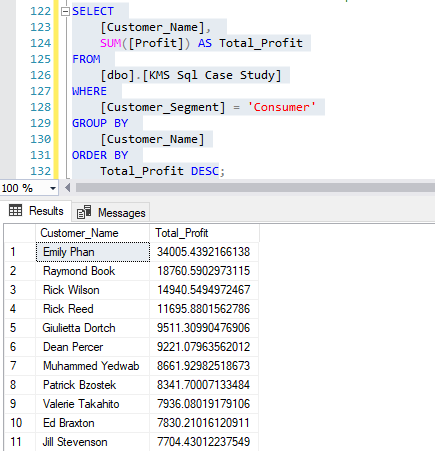 122 SELECT
123 [Customer_Name],
124 SUM([Profit]) AS Total_Profit
125 FROM
126 [dbo].[KMS Sql Case Study]
127 WHERE
128 [Customer_Segment] = 'Consumer'
129 GROUP BY
130 [Customer_Name]
131 ORDER BY
132 Total_Profit DESC;
100 %
Results Messages
Customer_Name Total_Profit
1 Emily Phan 34005.4392166138
2 Raymond Book 18760.5902973115
3 Rick Wilson 14940.5494972467
4 Rick Reed 11695.8801562786
5 Giulietta Dortch 9511.30990476906
6 Dean Percer 9221.07963562012
7 Muhammed Yedwab 8661.92982518673
8 Patrick Bzostek 8341.70007133484
9 Valerie Takahito 7936.08019179106
10 Ed Braxton 7830.21016120911
11 Jill Stevenson 7704.43012237549